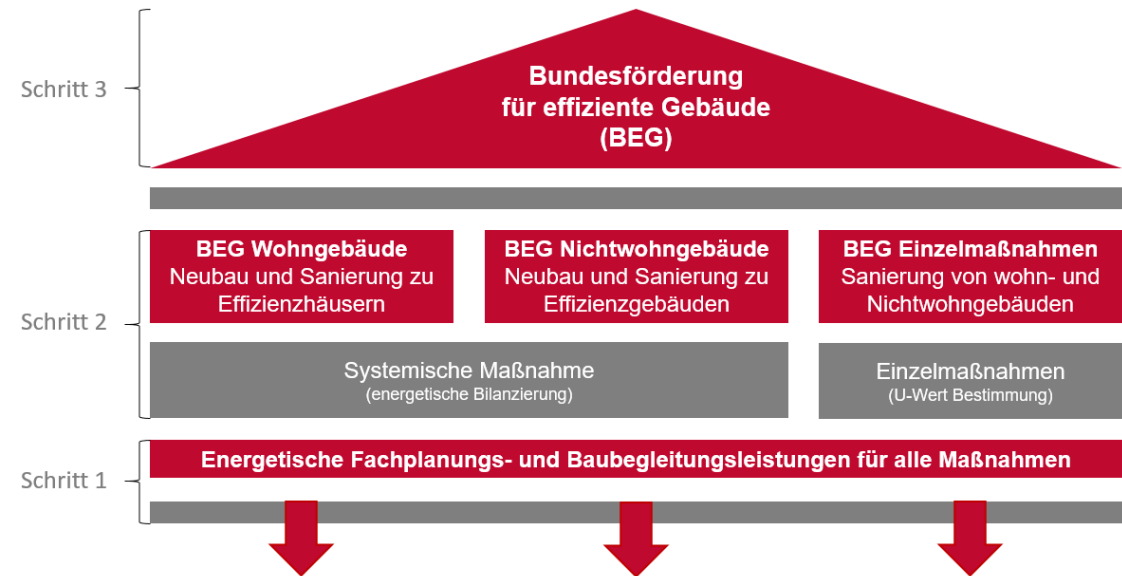 Schritt 3
Bundesförderung
für effiziente Gebäude
(BEG)
Schritt 2
BEG Wohngebäude
Neubau und Sanierung zu
Effizienzhäusern
BEG Nichtwohngebäude
Neubau und Sanierung zu
Effizienzgebäuden
BEG Einzelmaßnahmen
Sanierung von wohn- und
Nichtwohngebäuden
Systemische Maßnahme
(energetische Bilanzierung)
Einzelmaßnahmen
(U-Wert Bestimmung)
Schritt 1
Energetische Fachplanungs- und Baubegleitungsleistungen für alle Maßnahmen